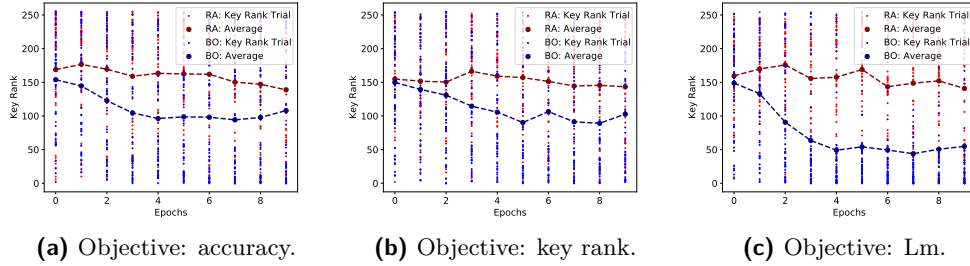 RA: Key Rank Trial
RA: Average
BO: Key Rank Trial
BO: Average
Key Rank
250
200
150
100
50
0
0 2 4 6 8
Epochs
(a) Objective: accuracy.
RA: Key Rank Trial
RA: Average
BO: Key Rank Trial
BO: Average
Key Rank
250
200
150
100
50
0
0 2 4 6 8
Epochs
(b) Objective: key rank.
RA: Key Rank Trial
RA: Average
BO: Key Rank Trial
BO: Average
Key Rank
250
200
150
100
50
0
0 2 4 6 8
Epochs
(c) Objective: Lm.